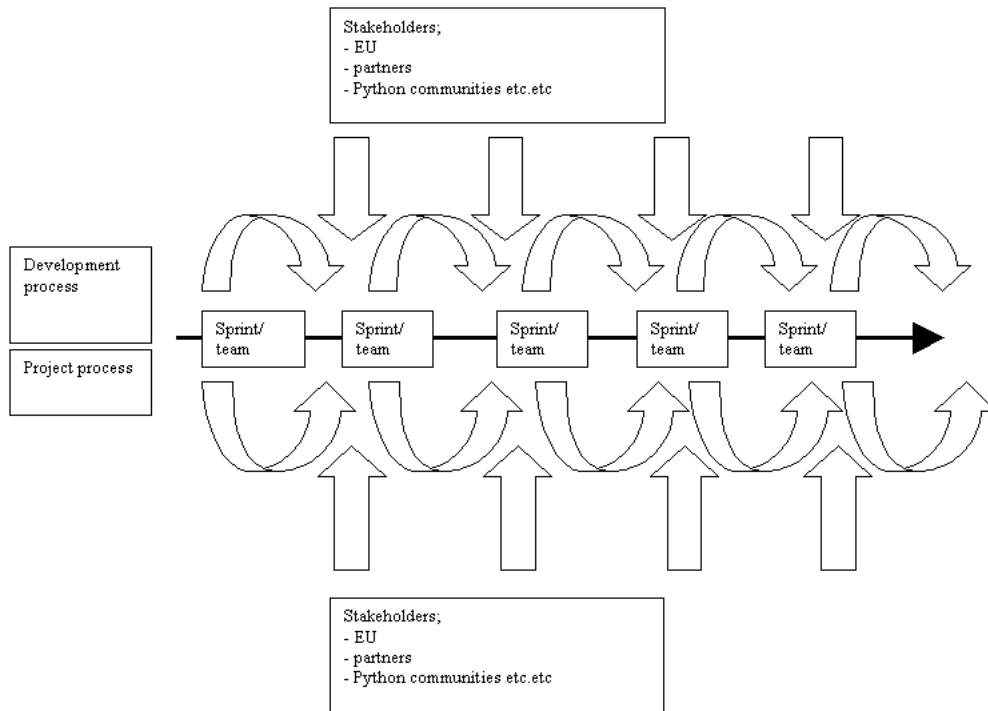 Stakeholders;
- EU
- partners
- Python communities etc.etc
Development
process
Project process
Sprint/
team
Sprint/
team
Sprint/
team
Sprint/
team
Sprint/
team
Stakeholders;
- EU
- partners
- Python communities etc.etc